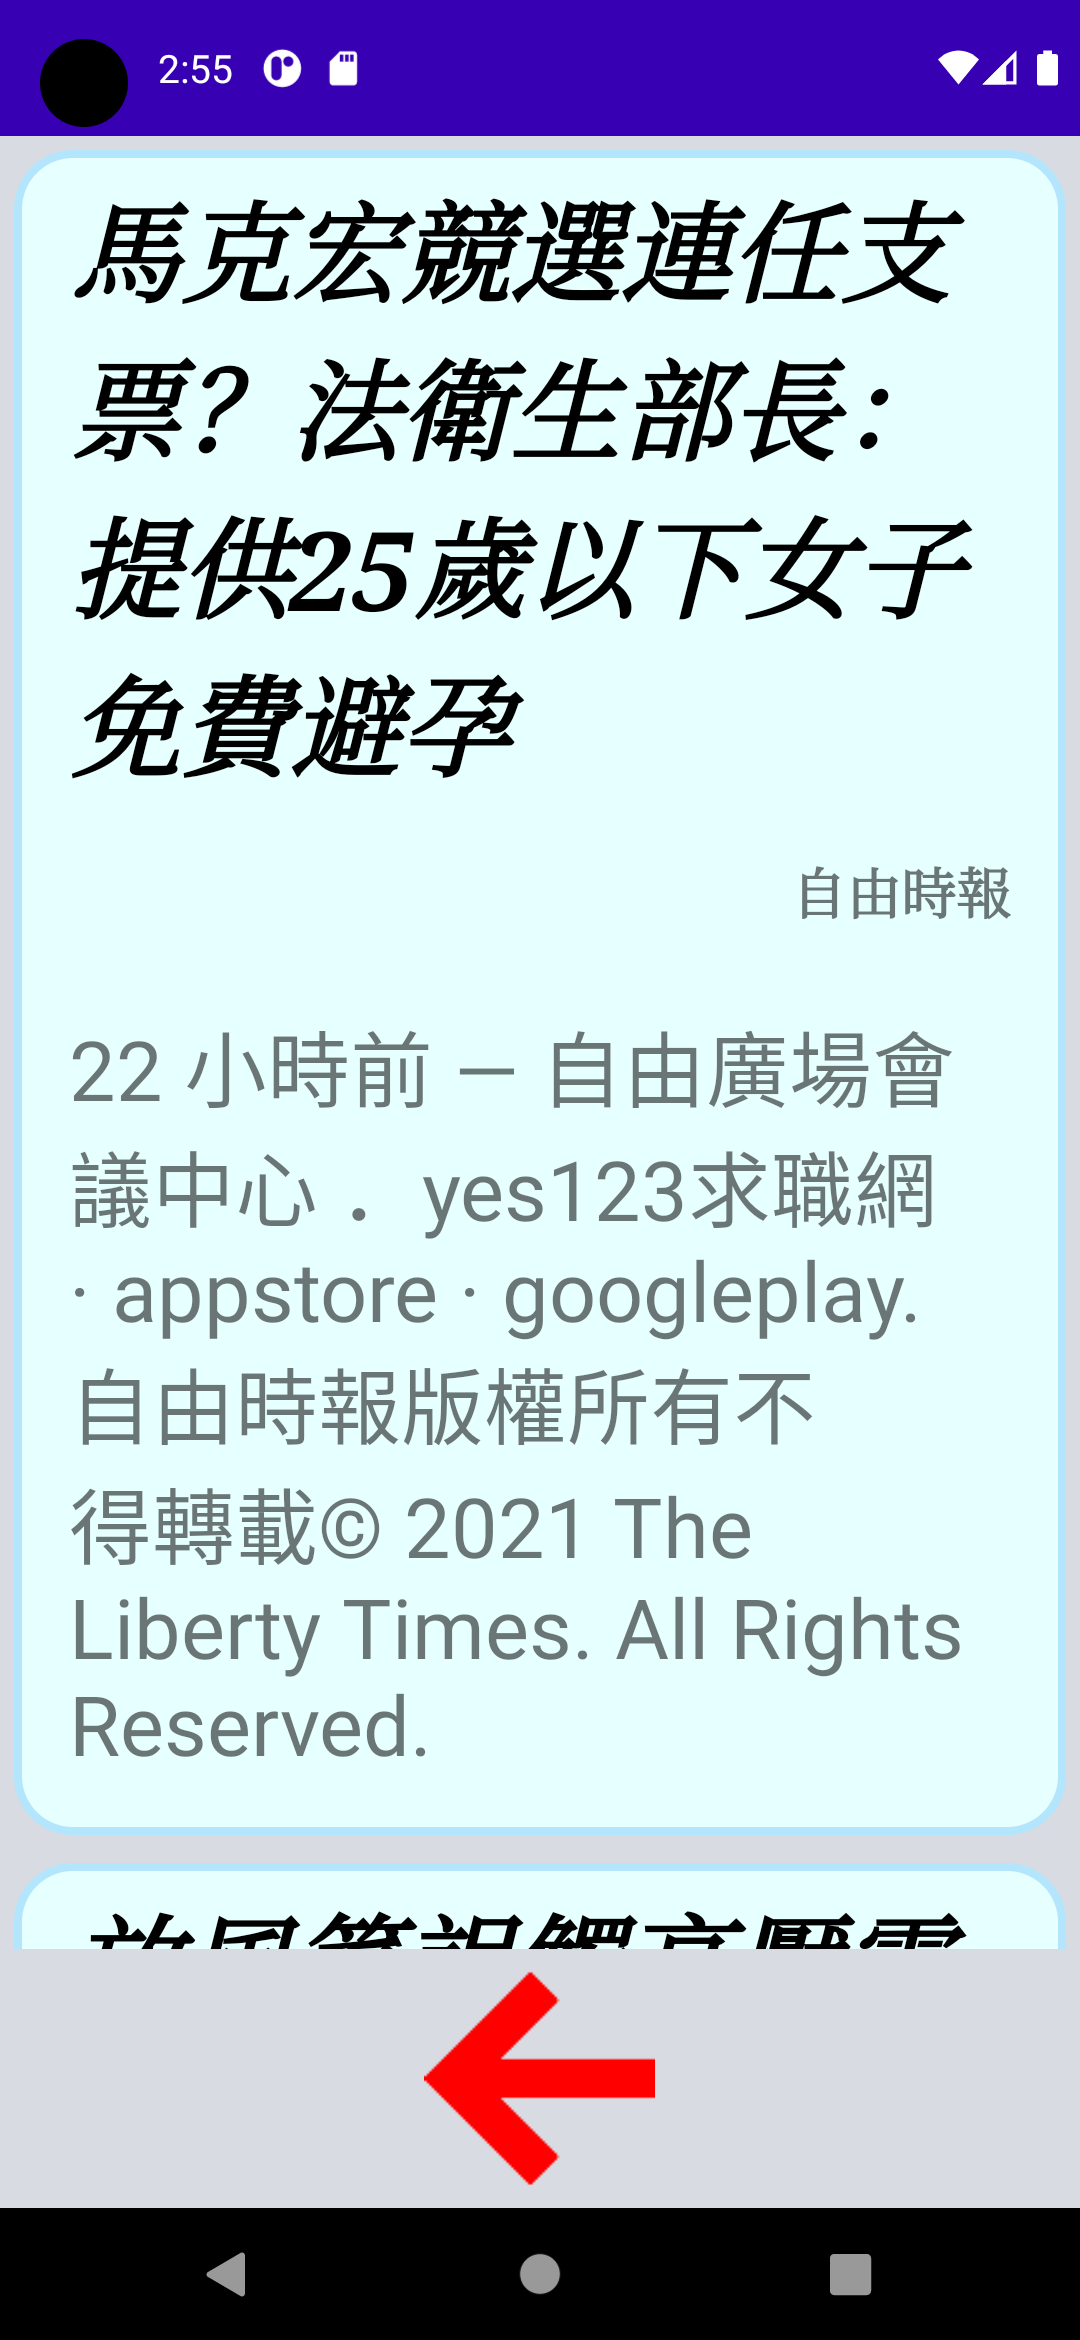 2:55
馬克宏競選連任支
票？法衛生部長：
提供25歲以下女子
免費避孕
自由時報
22 小時前 — 自由廣場會
議中心． yes123求職網
· appstore · googleplay.
自由時報版權所有不
得轉載© 2021 The
Liberty Times. All Rights
Reserved.